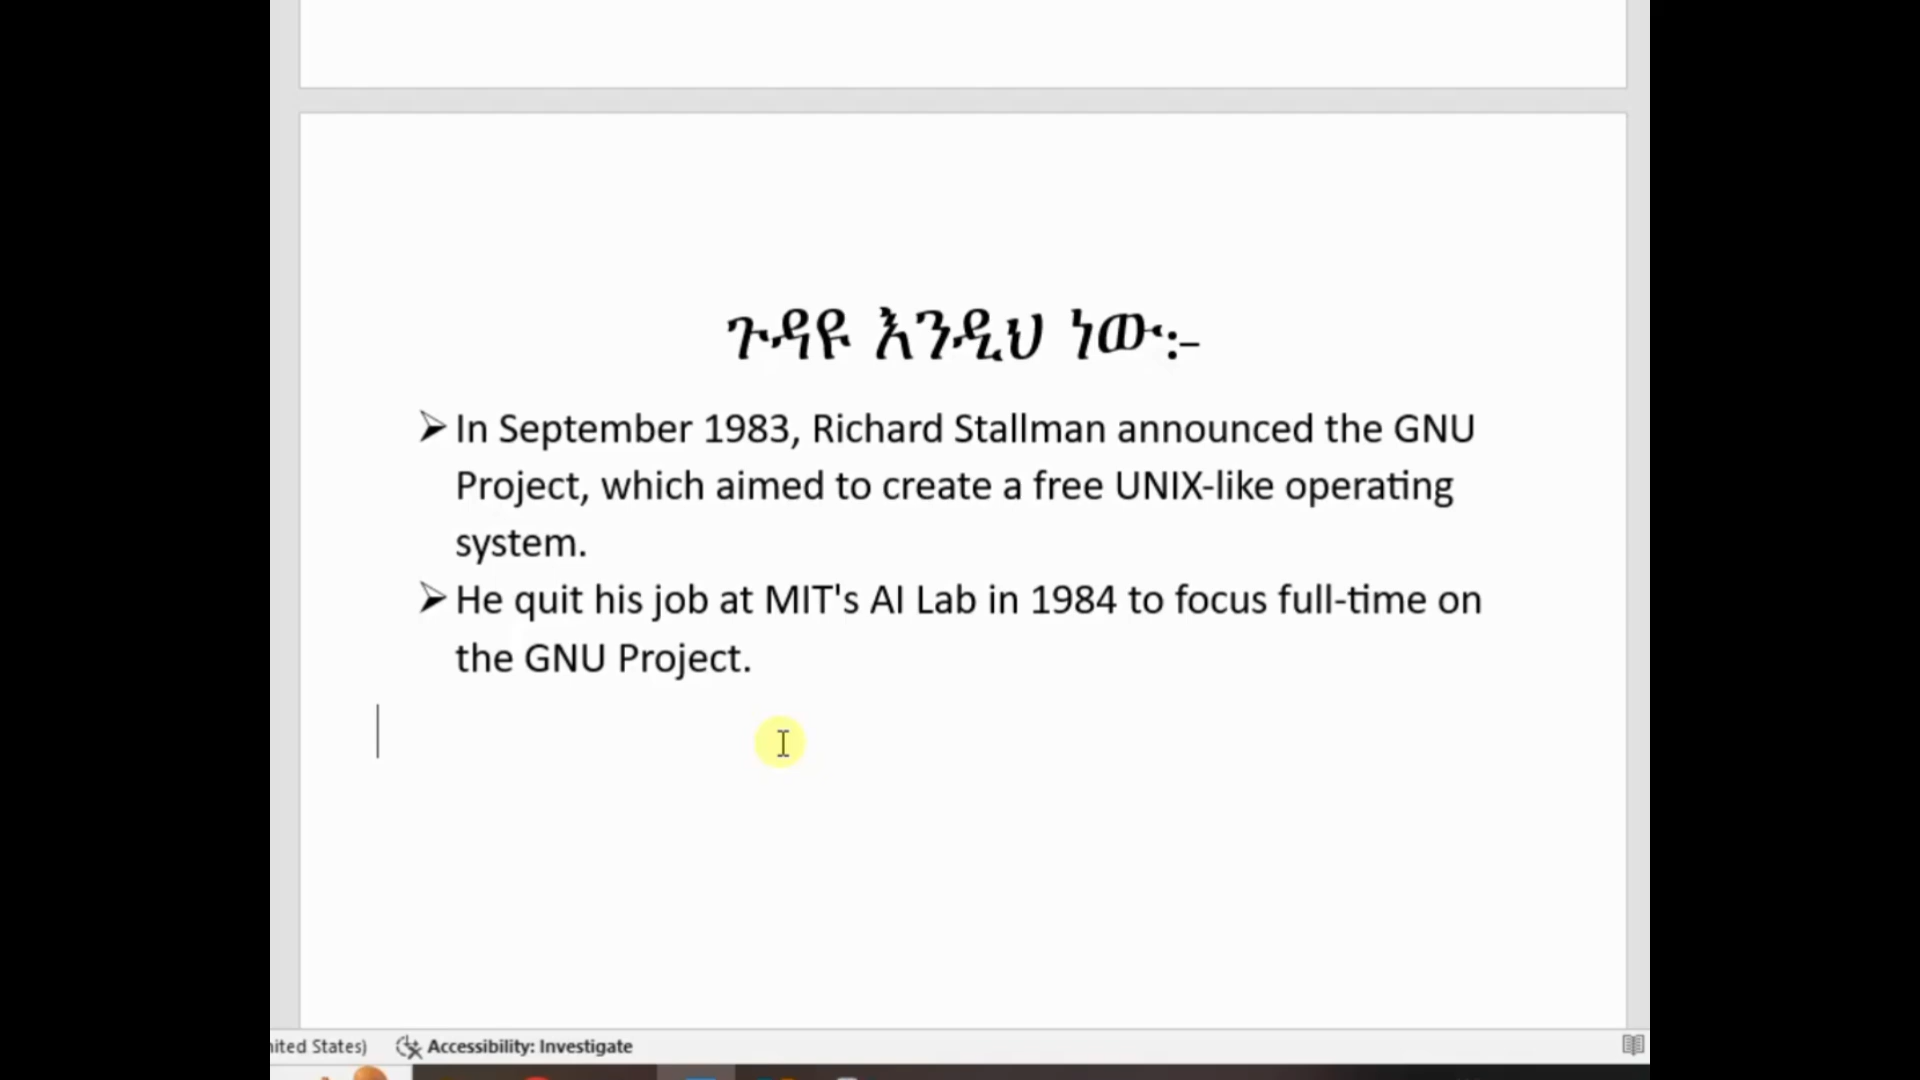 ጉዳዩ እንዲህ ነው:-
➢ In September 1983, Richard Stallman announced the GNU
Project, which aimed to create a free UNIX-like operating
system.
➢ He quit his job at MIT's AI Lab in 1984 to focus full-time on
the GNU Project.
States) Accessibility: Investigate